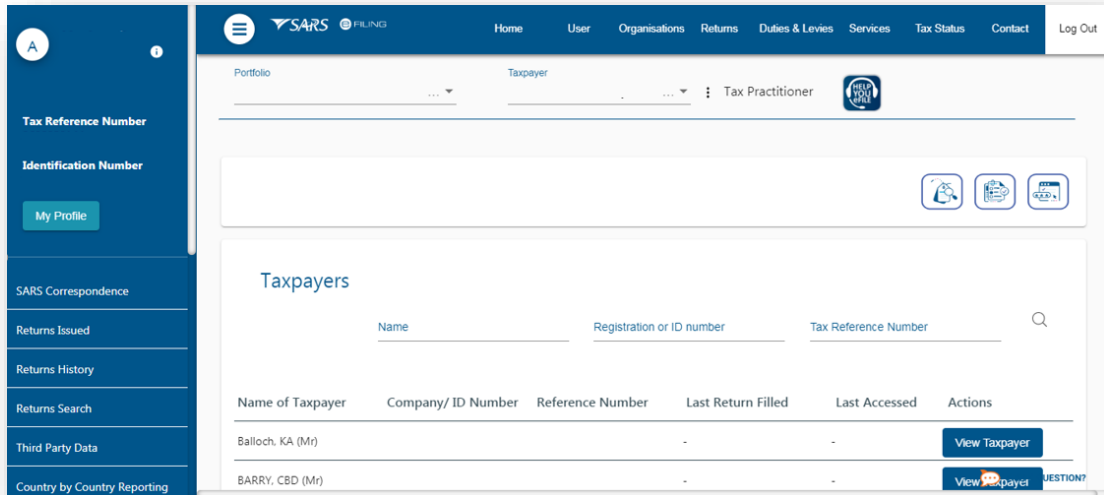 SARS eFILING
Home User Organisations Returns Duties & Levies Services Tax Status Contact Log Out
A
Portfolio
Taxpayer
...
...
Tax Practitioner
HELP
YOU
eFILE
Tax Reference Number
Identification Number
My Profile
SARS Correspondence
Returns Issued
Returns History
Returns Search
Third Party Data
Country by Country Reporting
Taxpayers
Name Registration or ID number Tax Reference Number
Name of Taxpayer Company/ ID Number Reference Number Last Return Filled Last Accessed Actions
Balloch, KA (Mr) - - View Taxpayer
BARRY, CBD (Mr) - - View Taxpayer
UESTION?